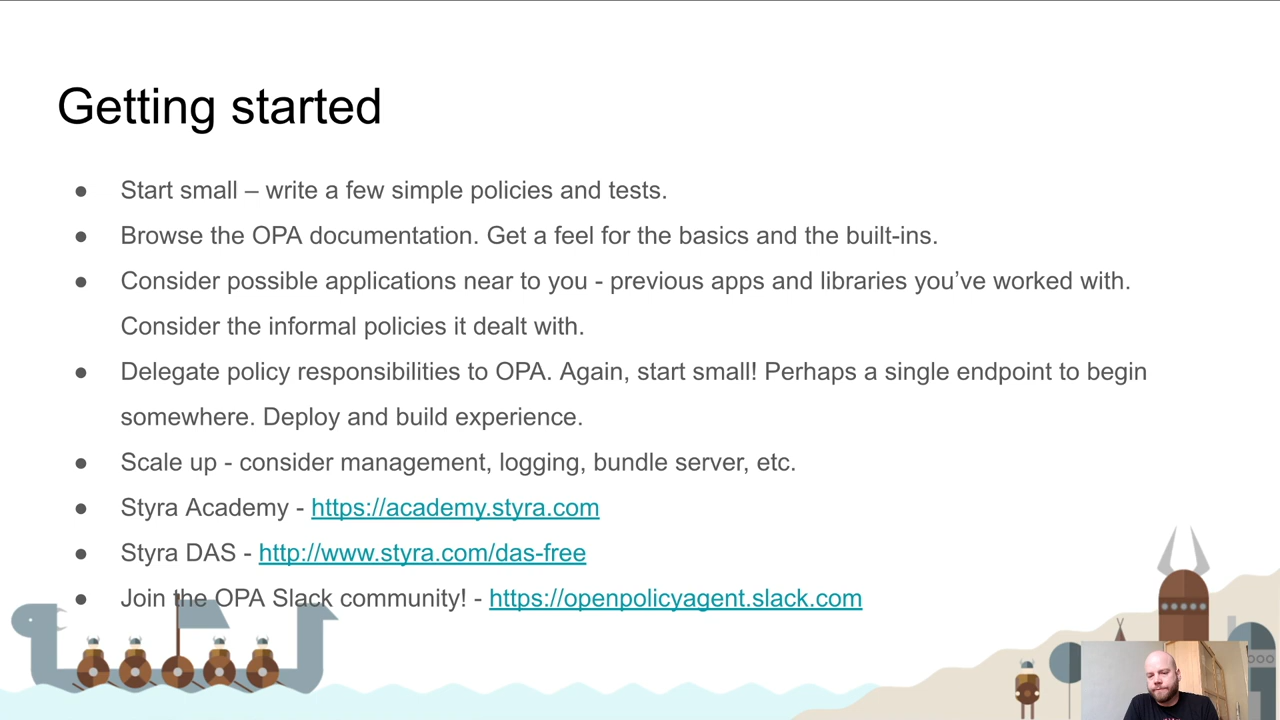 Getting started
● Start small – write a few simple policies and tests.
● Browse the OPA documentation. Get a feel for the basics and the built-ins.
● Consider possible applications near to you - previous apps and libraries you’ve worked with.
Consider the informal policies it dealt with.
● Delegate policy responsibilities to OPA. Again, start small! Perhaps a single endpoint to begin
somewhere. Deploy and build experience.
● Scale up - consider management, logging, bundle server, etc.
● Styra Academy - https://academy.styra.com
● Styra DAS - http://www.styra.com/das-free
● Join the OPA Slack community! - https://openpolicyagent.slack.com